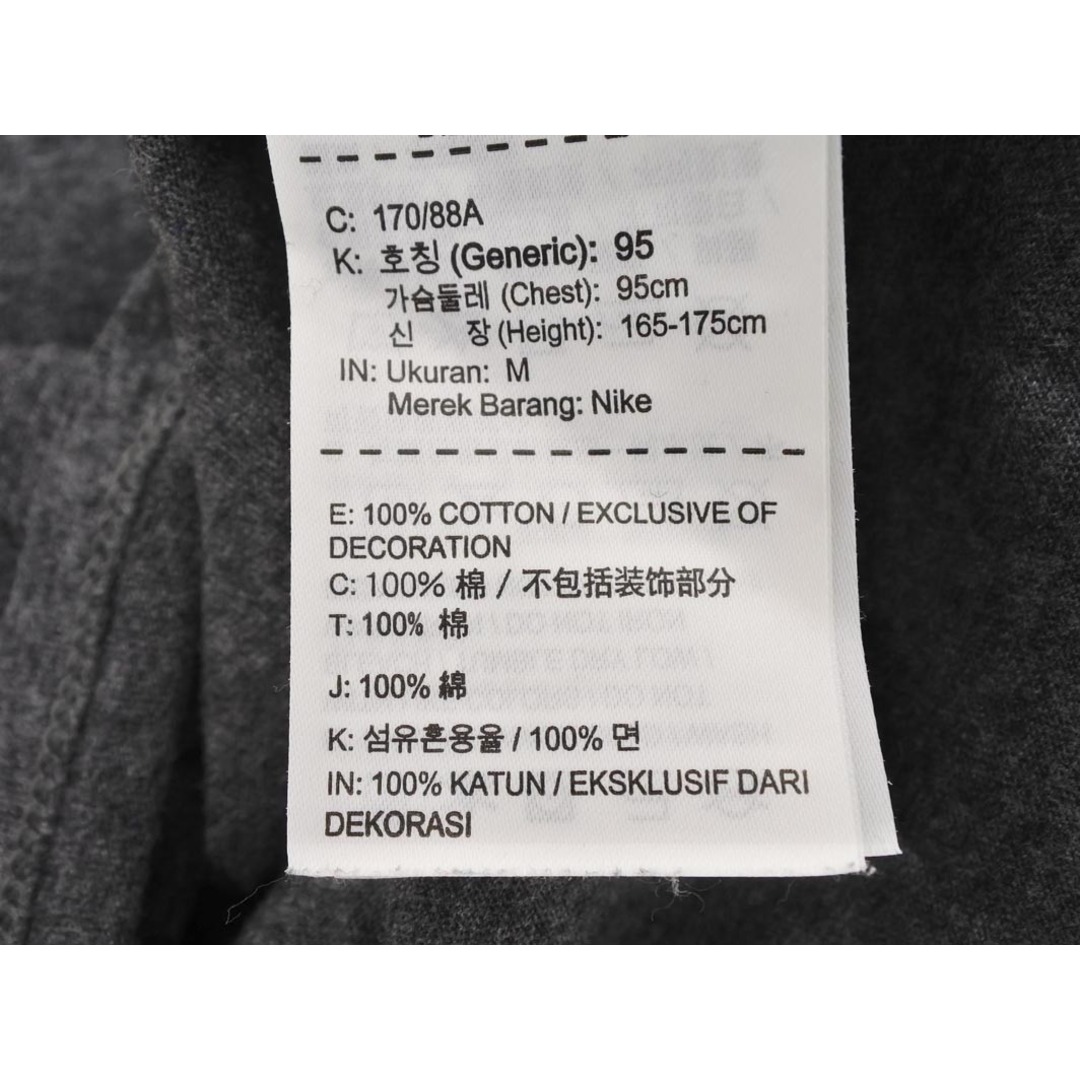 C: 170/88A
K: 호칭 (Generic): 95
가슴둘레 (Chest): 95cm
신 장 (Height): 165-175cm
IN: Ukuran: M
Merek Barang: Nike
E: 100% COTTON / EXCLUSIVE OF
DECORATION
C: 100% 棉 / 不包括装饰部分
T: 100% 棉
J: 100% 綿
K: 섬유혼용율 / 100% 면
IN: 100% KATUN / EKSKLUSIF DARI
DEKORASI